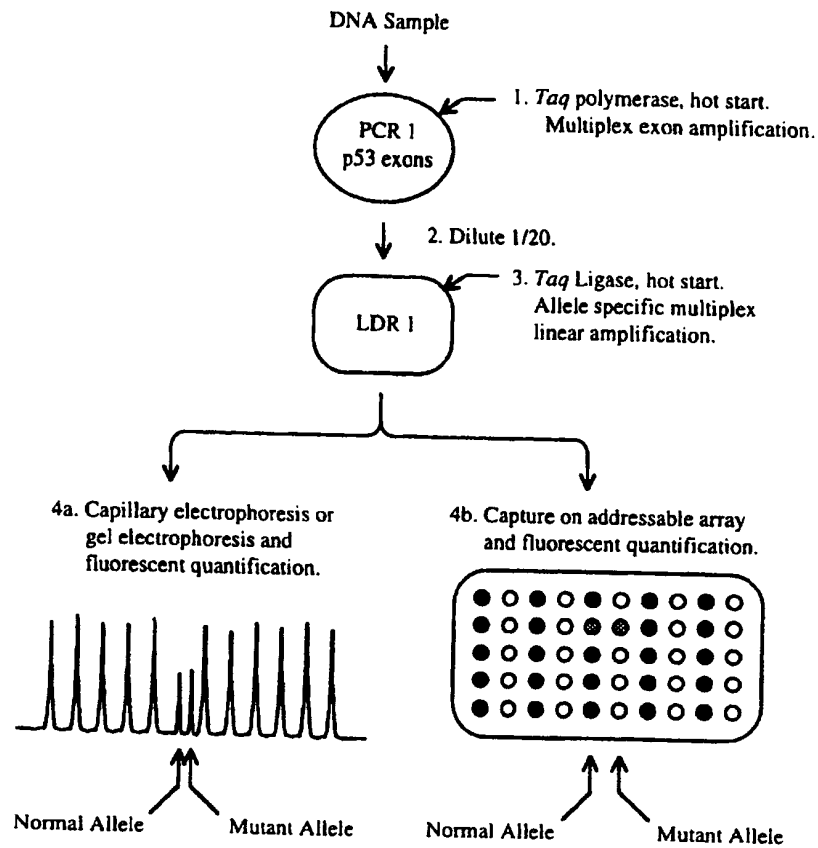 DNA Sample
PCR 1
p53 exons
1. Taq polymerase, hot start.
Multiplex exon amplification.
2. Dilute 1/20.
LDR 1
3. Taq Ligase, hot start.
Allele specific multiplex
linear amplification.
4a. Capillary electrophoresis or
gel electrophoresis and
fluorescent quantification.
4b. Capture on addressable array
and fluorescent quantification.
Normal Allele
Mutant Allele
Normal Allele
Mutant Allele